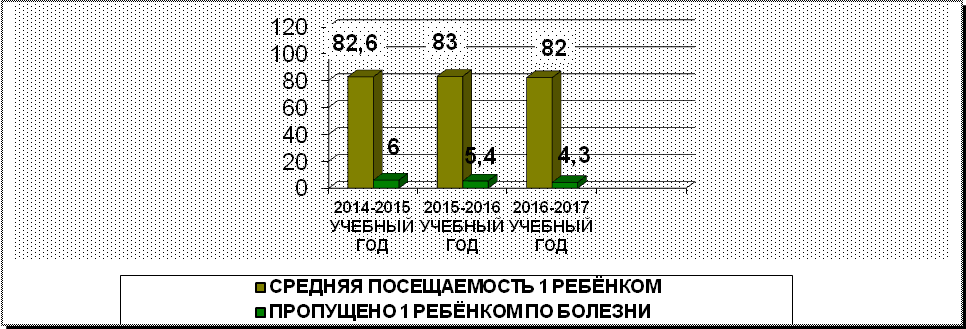 120
100
80
60
40
20
0
82,6
83
82
6
5,4
4,3
2014-2015
УЧЕБНЫЙ
ГОД
2015-2016
УЧЕБНЫЙ
ГОД
2016-2017
УЧЕБНЫЙ
ГОД
СРЕДНЯЯ ПОСЕЩАЕМОСТЬ 1 РЕБЁНКОМ
ПРОПУЩЕНО 1 РЕБЁНКОМ ПО БОЛЕЗНИ